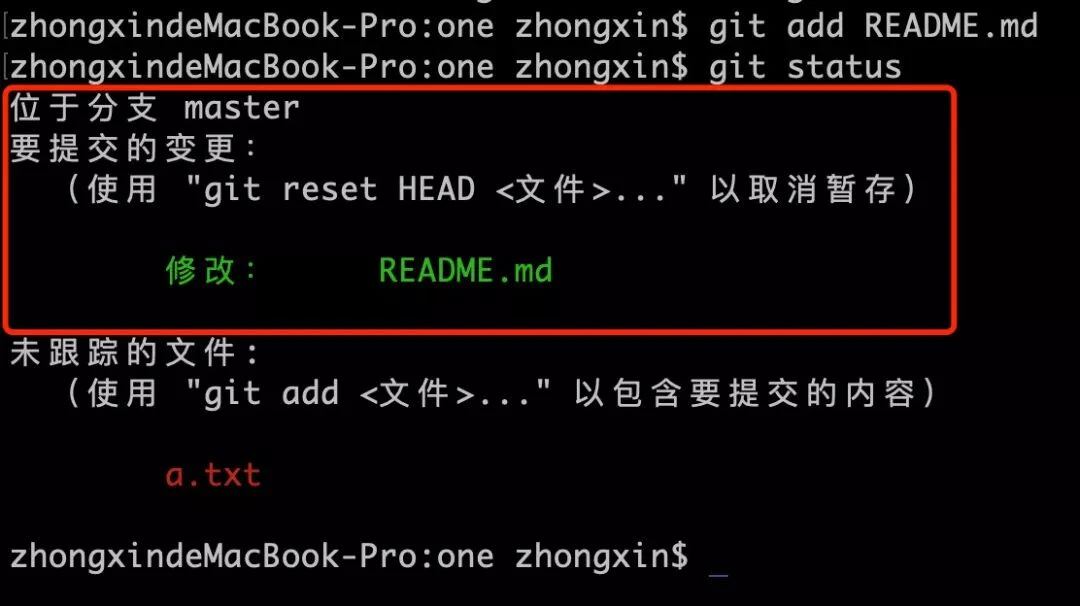 zhongxindeMacBook-Pro:one zhongxin$ git add README.md
zhongxindeMacBook-Pro:one zhongxin$ git status
位于分支 master
要提交的变更：
（使用 "git reset HEAD <文件>..." 以取消暂存）
修改： README.md
未跟踪的文件:
（使用 "git add <文件>..." 以包含要提交的内容）
a.txt
zhongxindeMacBook-Pro:one zhongxin$ _